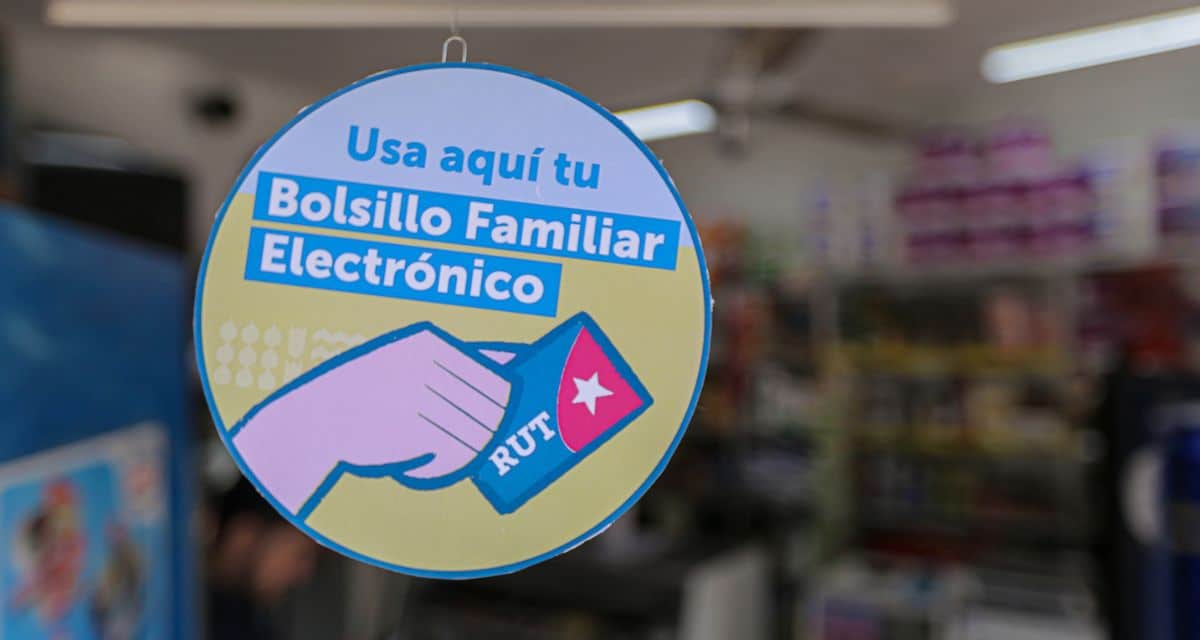 Usa aquí tu
Bolsillo Familiar
Electrónico
RUT